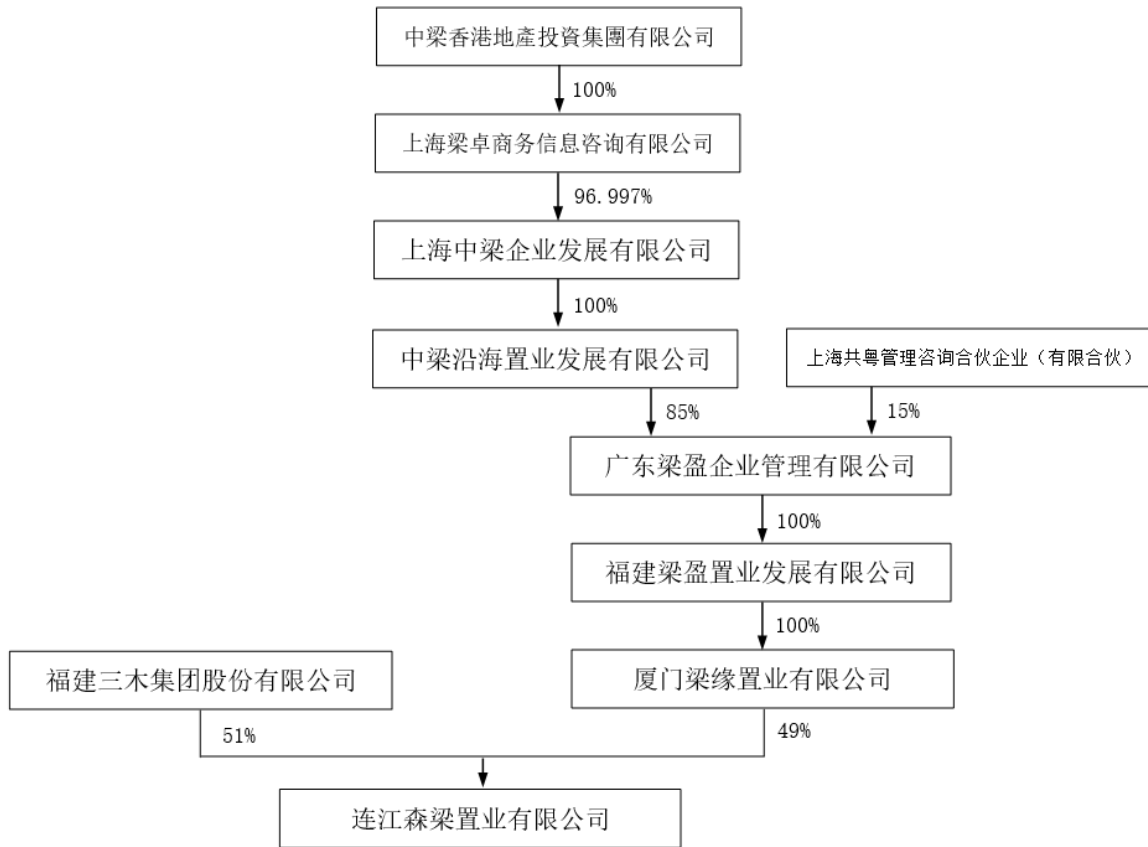 中梁香港地產投資集團有限公司
100%
上海梁卓商务信息咨询有限公司
96.997%
上海中梁企业发展有限公司
100%
中梁沿海置业发展有限公司
上海共粤管理咨询合伙企业（有限合伙）
85%
15%
广东梁盈企业管理有限公司
100%
福建梁盈置业发展有限公司
100%
福建三木集团股份有限公司
厦门梁缘置业有限公司
51%
49%
连江森梁置业有限公司